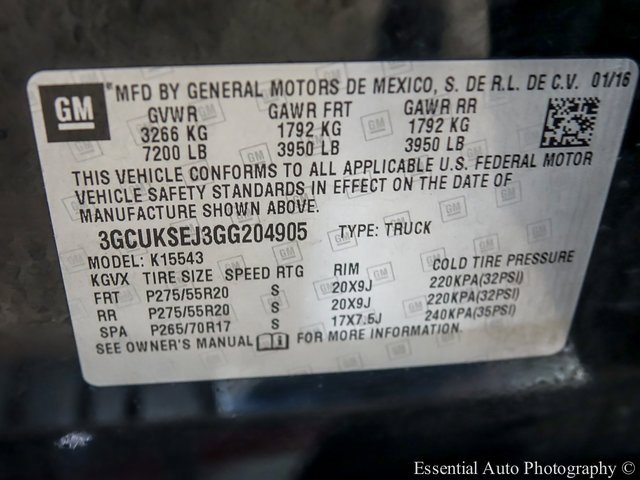 GM
MFD BY GENERAL MOTORS DE MEXICO, S. DE R.L. DE C.V. 01/16
GVWR GAWR FRT GAWR RR
3266 KG 1792 KG 1792 KG
7200 LB 3950 LB 3950 LB
THIS VEHICLE CONFORMS TO ALL APPLICABLE U.S. FEDERAL MOTOR
VEHICLE SAFETY STANDARDS IN EFFECT ON THE DATE OF
MANUFACTURE SHOWN ABOVE.
3GCUKSEJ3GG204905 TYPE: TRUCK
MODEL: K15543
KGVX TIRE SIZE SPEED RTG RIM COLD TIRE PRESSURE
FRT P275/55R20 S 20X9J 220KPA(32PSI)
RR P275/55R20 S 20X9J 220KPA(32PSI)
SPA P265/70R17 S 17X7.5J 240KPA(35PSI)
SEE OWNER'S MANUAL FOR MORE INFORMATION.
Essential Auto Photography ©